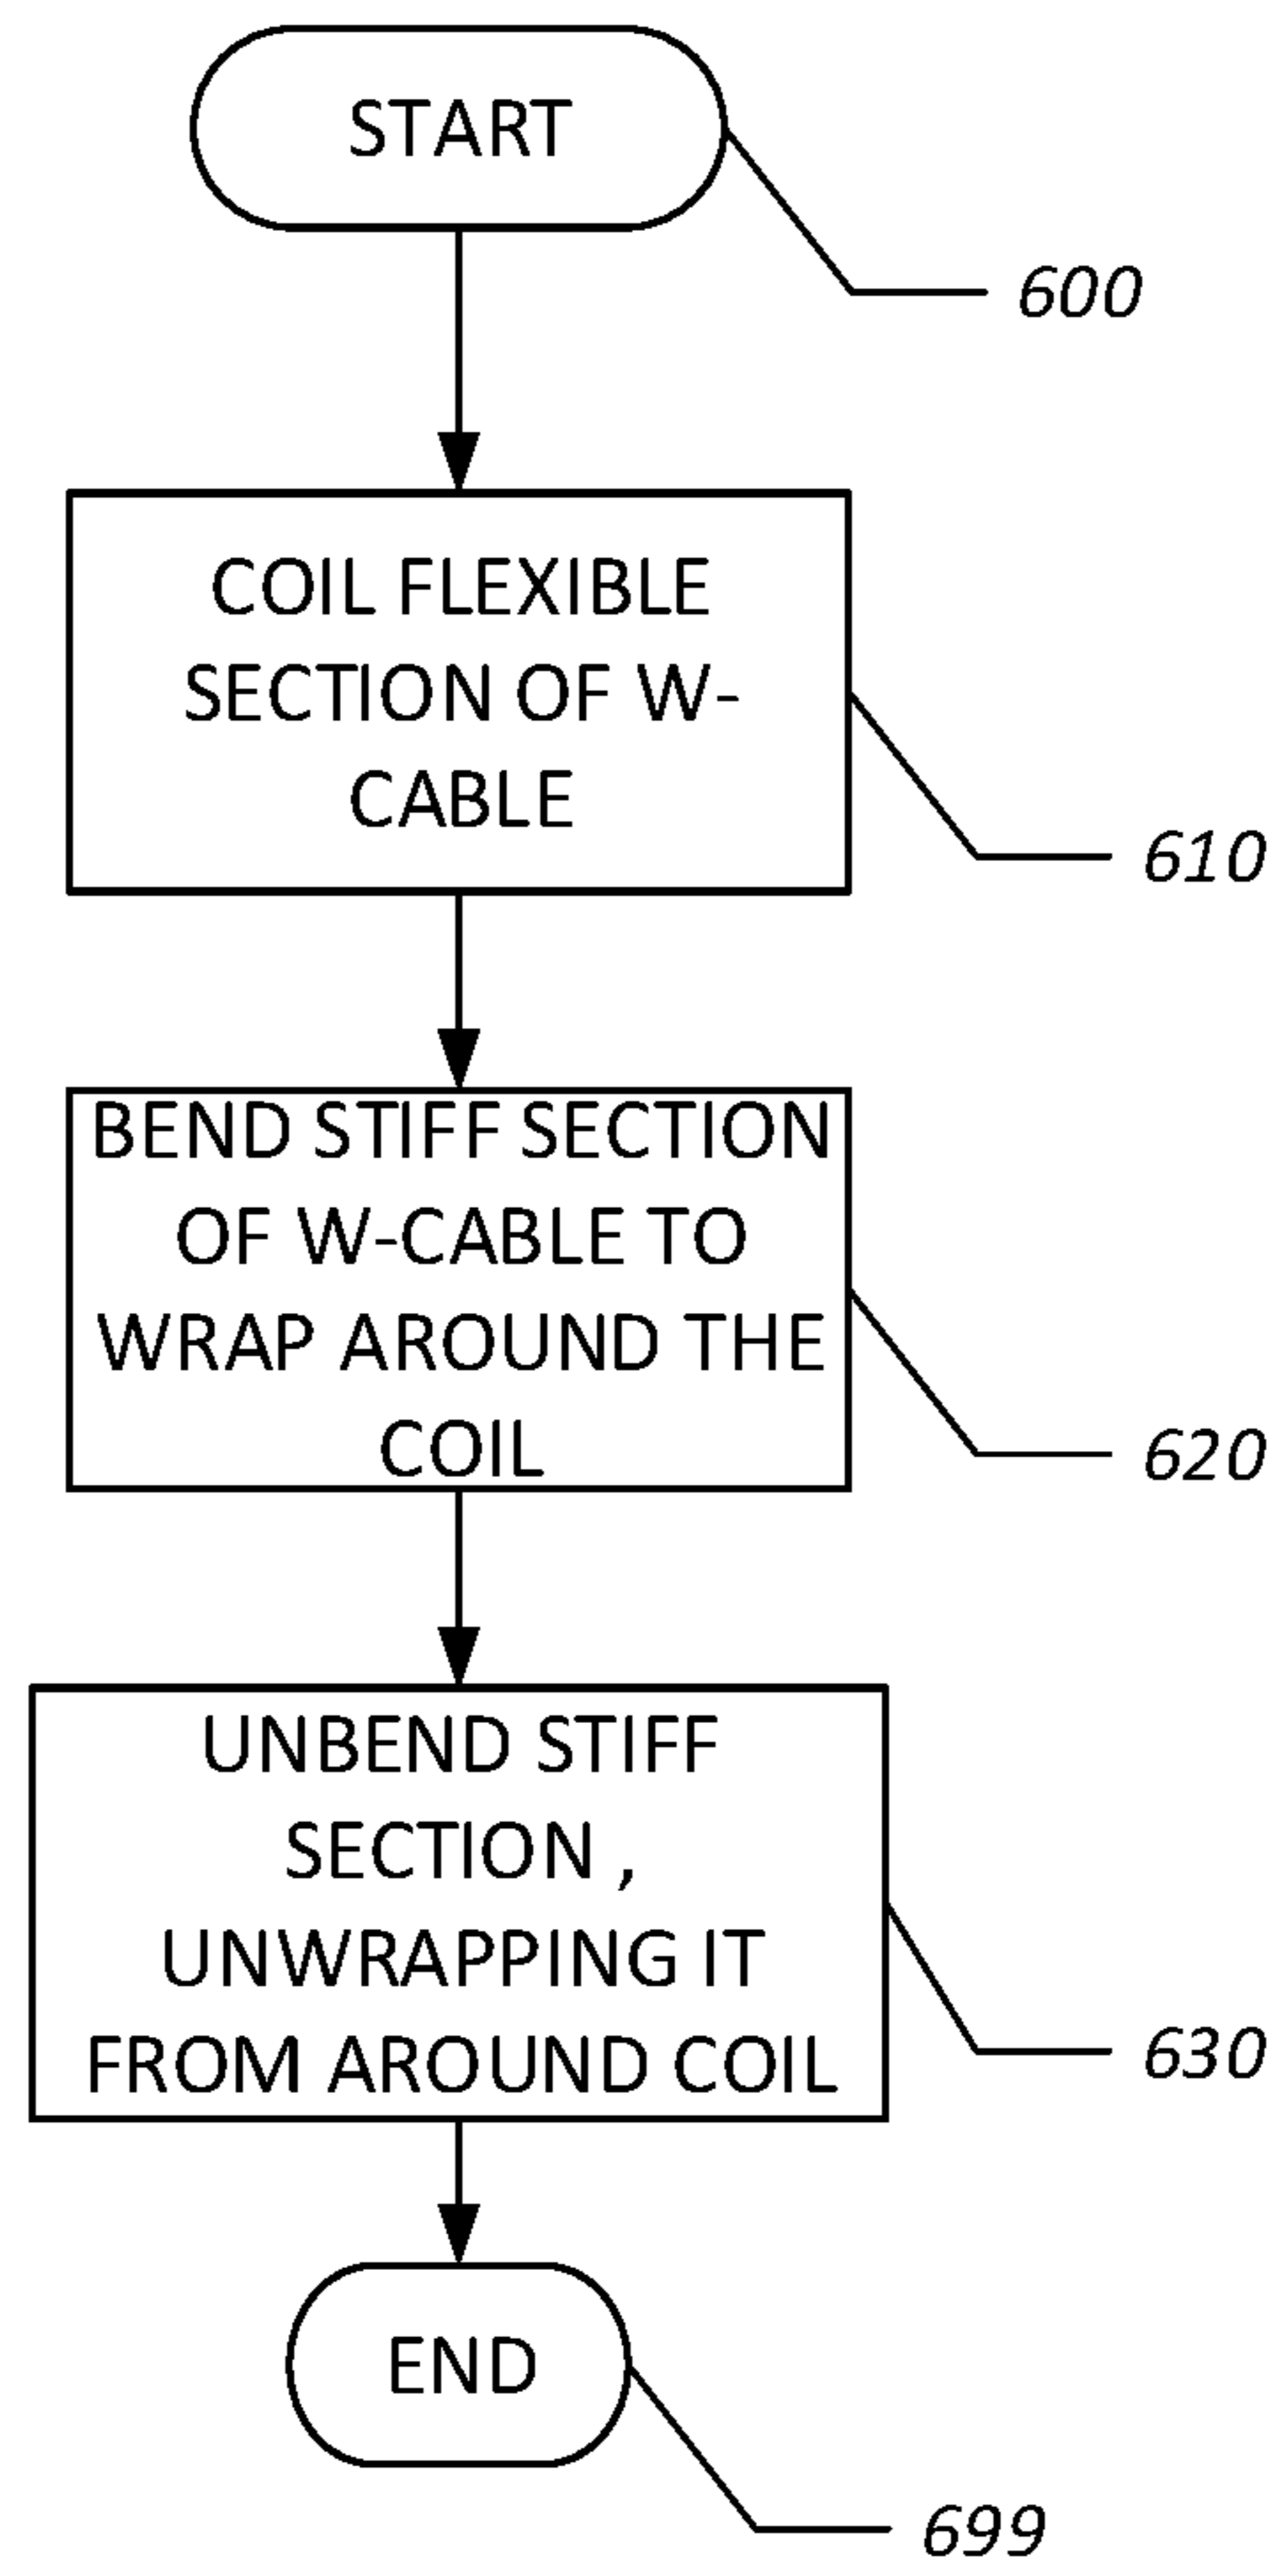 START
600
COIL FLEXIBLE
SECTION OF W-
CABLE
610
BEND STIFF SECTION
OF W-CABLE TO
WRAP AROUND THE
COIL
620
UNBEND STIFF
SECTION ,
UNWRAPPING IT
FROM AROUND COIL
630
END
699